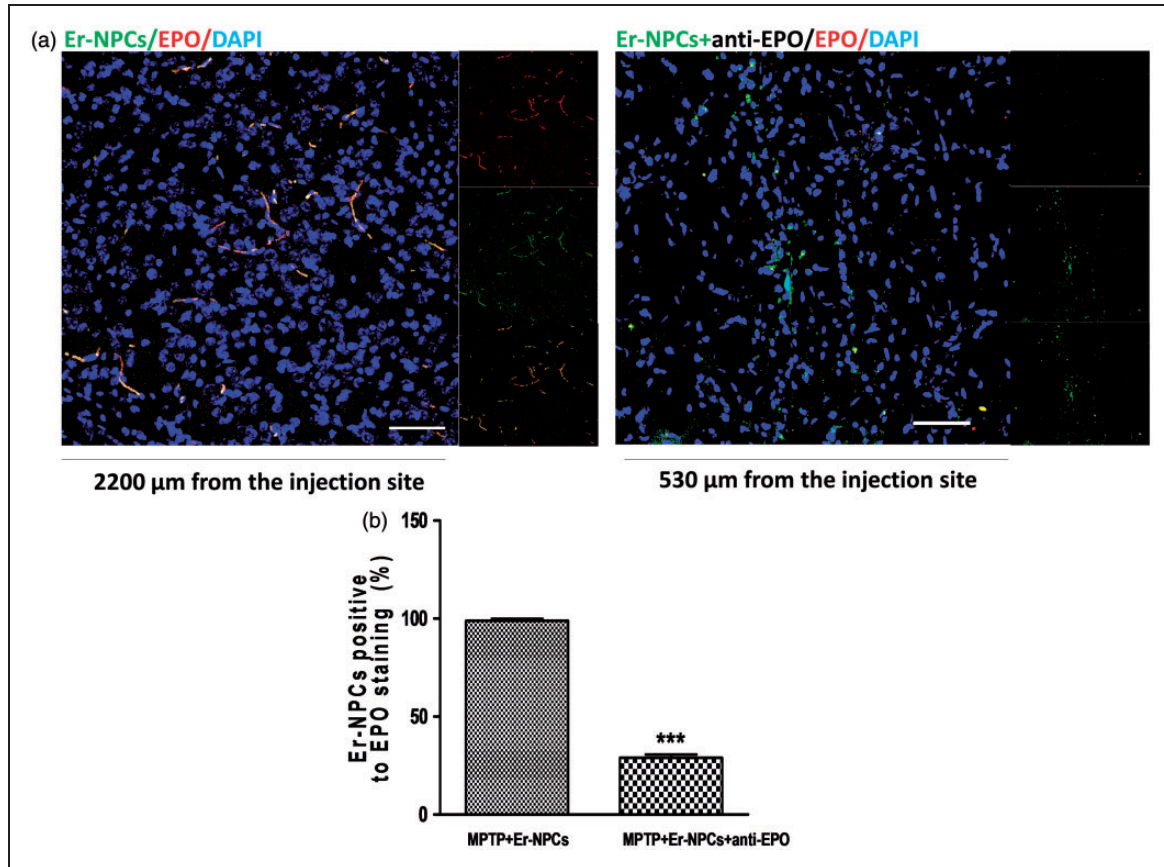 (a) Er-NPCs/EPO/DAPI
Er-NPCs+anti-EPO/EPO/DAPI
2200 µm from the injection site
530 µm from the injection site
(b)
150
100
50
0
Er-NPCs positive
to EPO staining (%)
***
MPTP+Er-NPCs
MPTP+Er-NPCs+anti-EPO